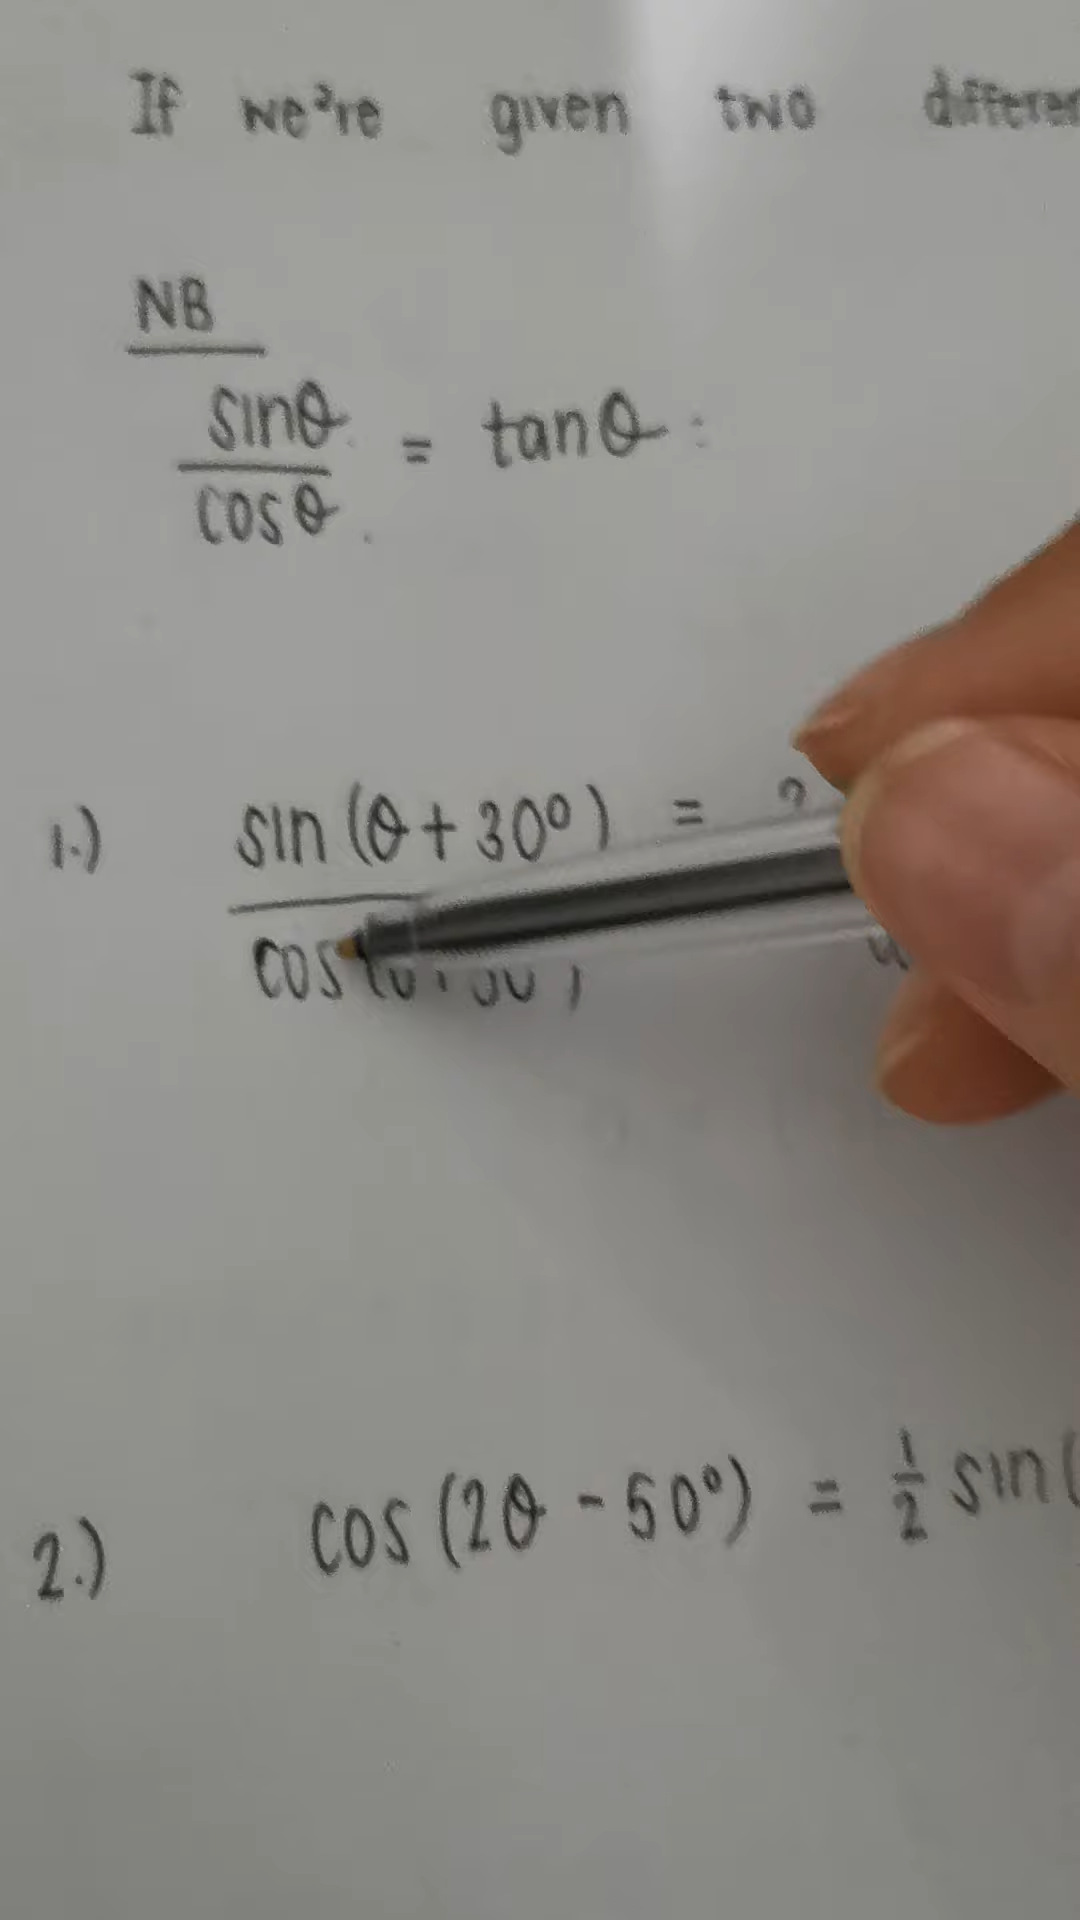 If we're given two
NB
sinθ
cosθ
= tanθ
1.) sin (θ + 30°) =
cos
2.) cos (2θ - 50°) = 1/2 sin(